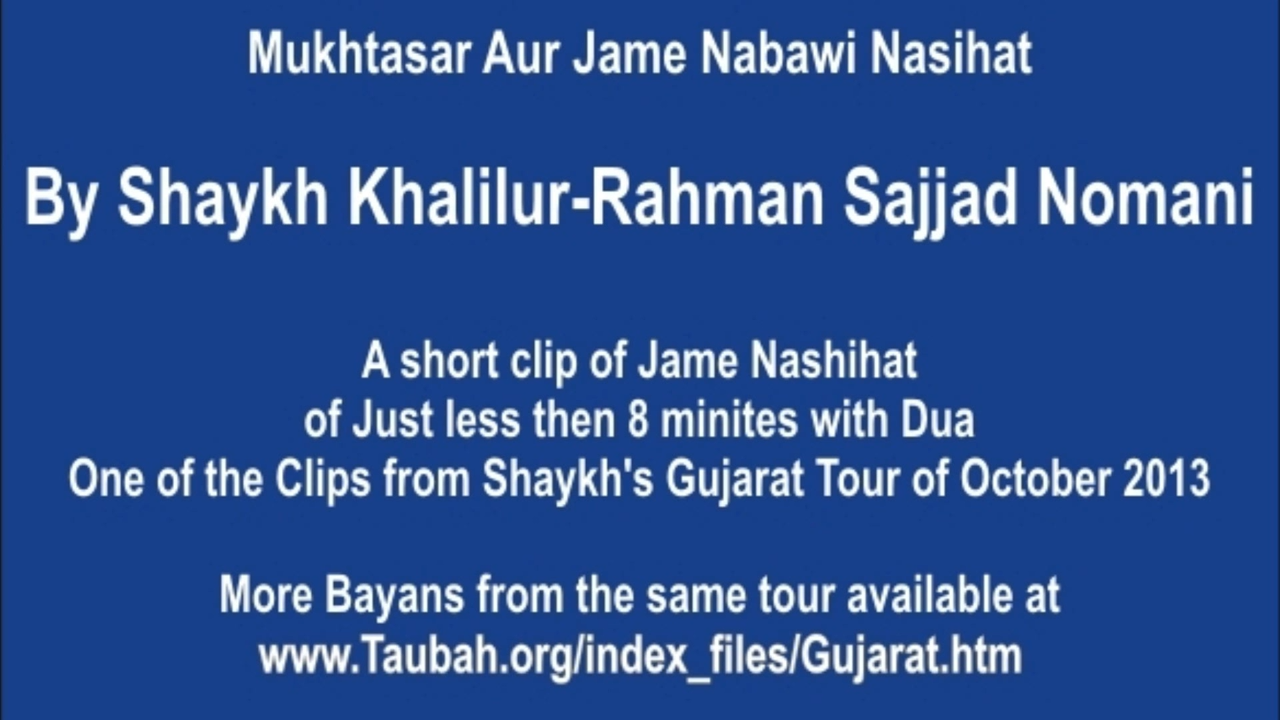 Mukhtasar Aur Jame Nabawi Nasihat
By Shaykh Khalilur-Rahman Sajjad Nomani
A short clip of Jame Nashihat
of Just less then 8 minites with Dua
One of the Clips from Shaykh's Gujarat Tour of October 2013
More Bayans from the same tour available at
www.Taubah.org/index_files/Gujarat.htm